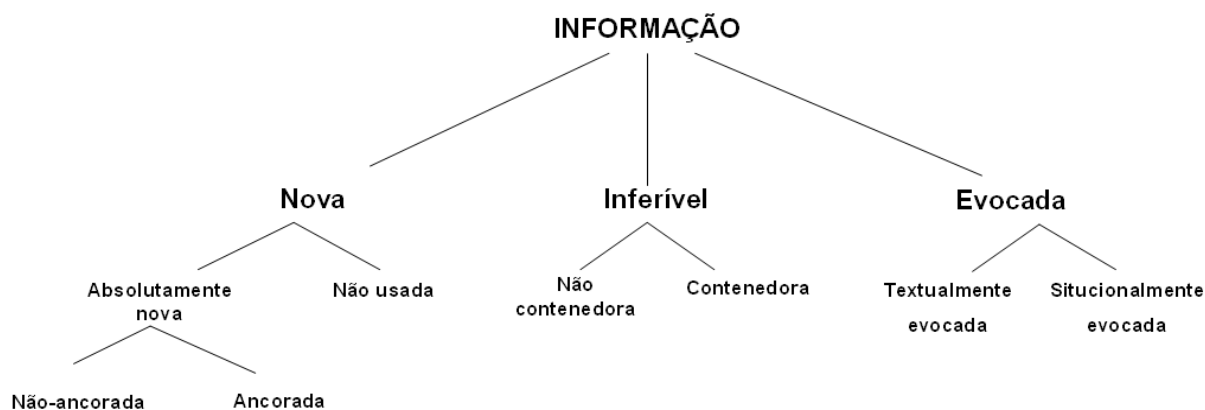 INFORMAÇÃO
Nova
Inferível
Evocada
Absolutamente
nova
Não usada
Não
contenedora
Contenedora
Textualmente
evocada
Situcionalmente
evocada
Não-ancorada
Ancorada